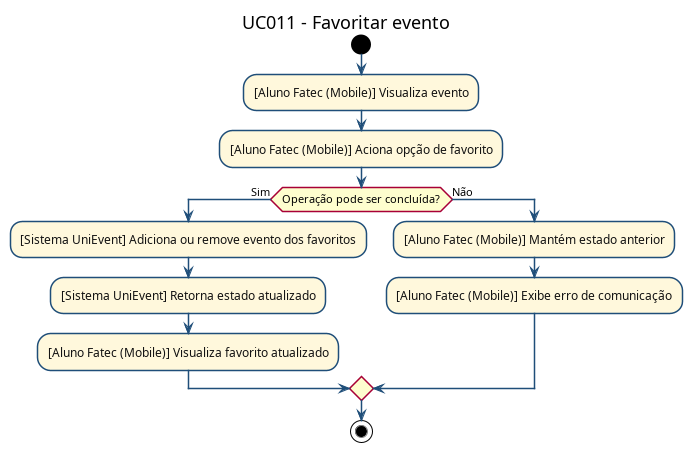 UC011 - Favoritar evento
[Aluno Fatec (Mobile)] Visualiza evento
[Aluno Fatec (Mobile)] Aciona opção de favorito
Sim
Operação pode ser concluída?
Não
[Sistema UniEvent] Adiciona ou remove evento dos favoritos
[Aluno Fatec (Mobile)] Mantém estado anterior
[Sistema UniEvent] Retorna estado atualizado
[Aluno Fatec (Mobile)] Exibe erro de comunicação
[Aluno Fatec (Mobile)] Visualiza favorito atualizado